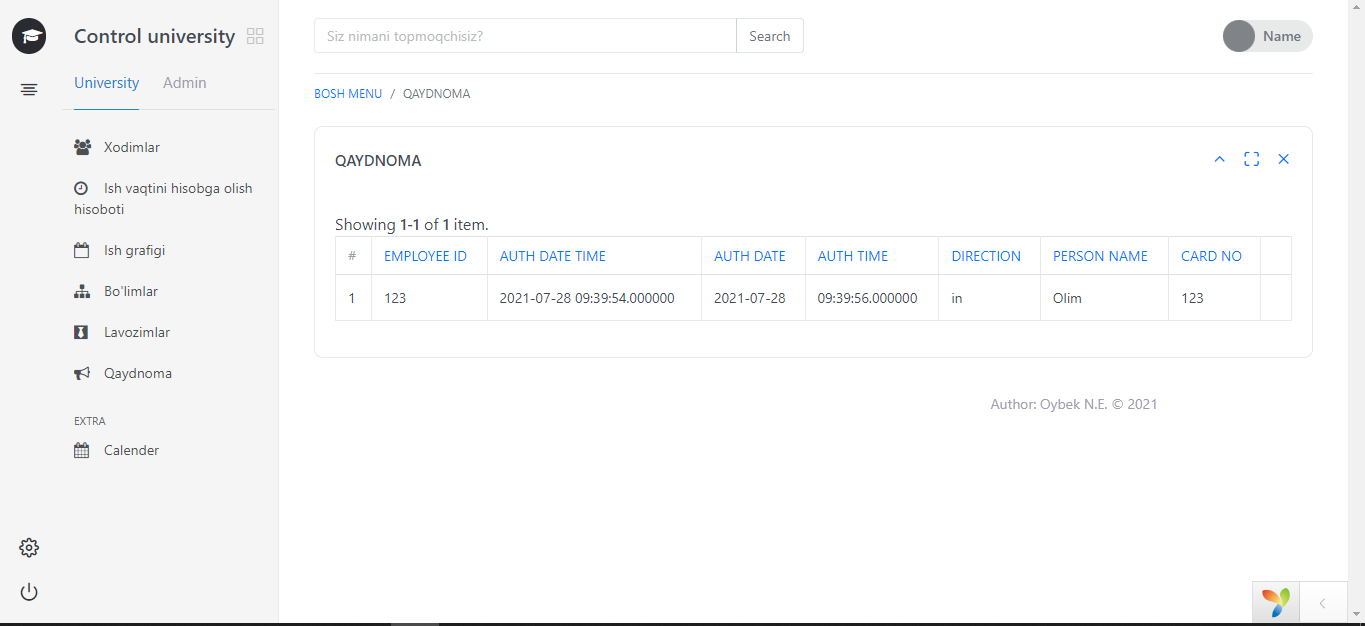 Control university
University Admin
Xodimlar
Ish vaqtini hisobga olish
hisoboti
Ish grafigi
Bo'limlar
Lavozimlar
Qaydnoma
EXTRA
Calender
Siz nimani topmoqchisiz? Search
Name
BOSH MENU / QAYDNOMA
QAYDNOMA
Showing 1-1 of 1 item.
# EMPLOYEE ID AUTH DATE TIME AUTH DATE AUTH TIME DIRECTION PERSON NAME CARD NO
1 123 2021-07-28 09:39:54.000000 2021-07-28 09:39:56.000000 in Olim 123
Author: Oybek N.E. © 2021